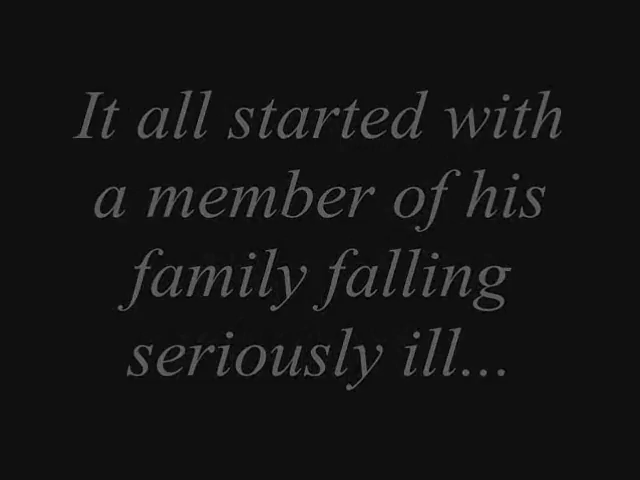 It all started with
a member of his
family falling
seriously ill...